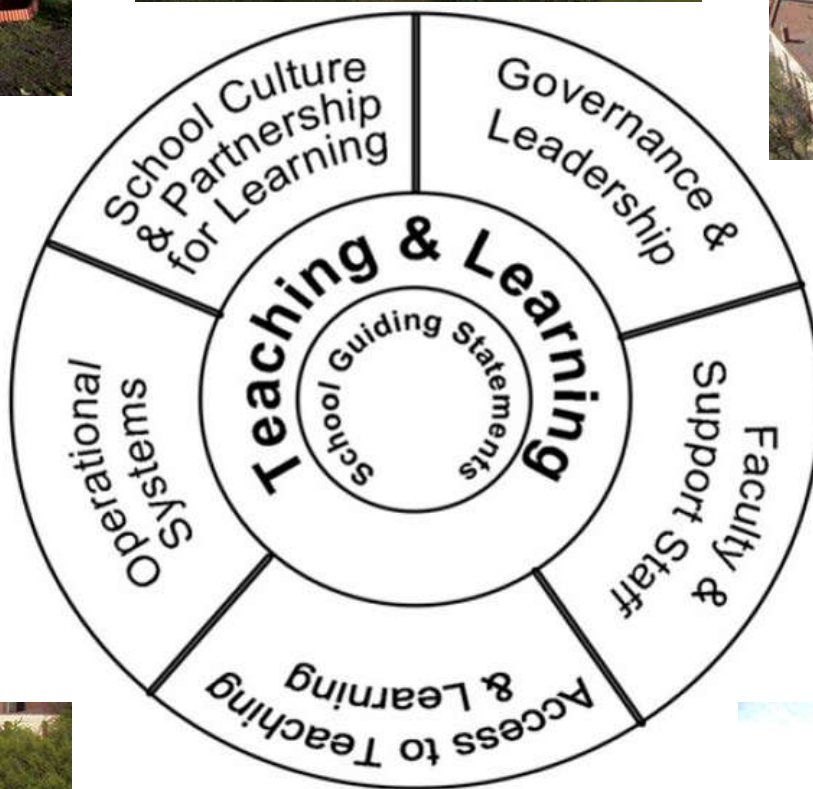 School Culture
& Partnership
for Learning
Governance &
Leadership
Faculty &
Support Staff
Access to Teaching
& Learning
Operational
Systems
Teaching & Learning
School Guiding Statements